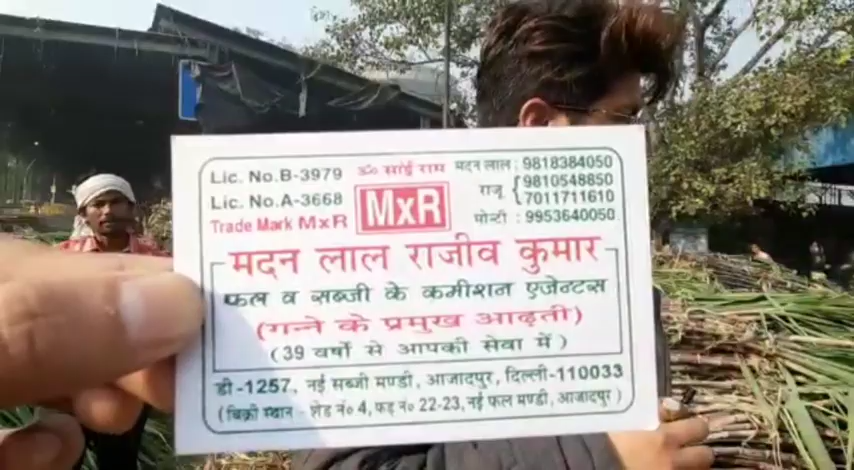 Lic. No.B-3979 ॐ सांई राम मदन लाल : 9818384050
Lic. No.A-3668 MxR राजू { 9810548850
7011711610
Trade Mark MxR मोन्टी : 9953640050
मदन लाल राजीव कुमार
फल व सब्जी के कमीशन एजेन्टस
(गन्ने के प्रमुख आढ़ती)
(39 वर्षो से आपकी सेवा में)
डी-1257, नई सब्जी मण्डी, आजादपुर, दिल्ली-110033
(बिक्री स्थान - शेड नं० 4, फड़ नं० 22-23, नई फल मण्डी, आजादपुर)